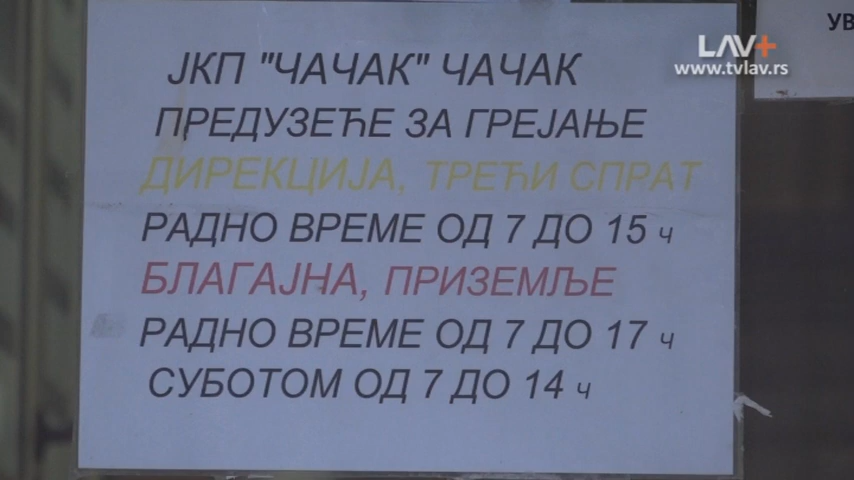 LAV+
www.tvlav.rs
УВ
ЈКП "ЧАЧАК" ЧАЧАК
ПРЕДУЗЕЋЕ ЗА ГРЕЈАЊЕ
ДИРЕКЦИЈА, ТРЕЋИ СПРАТ
РАДНО ВРЕМЕ ОД 7 ДО 15 ч
БЛАГАЈНА, ПРИЗЕМЉЕ
РАДНО ВРЕМЕ ОД 7 ДО 17 ч
СУБОТОМ ОД 7 ДО 14 ч